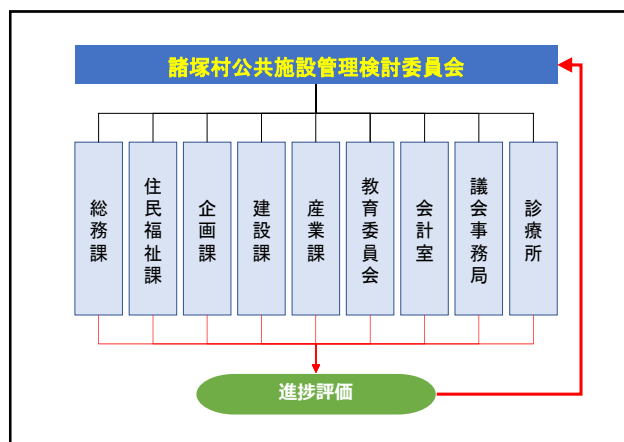 諸塚村公共施設管理検討委員会
総務課
住民福祉課
企画課
建設課
産業課
教育委員会
会計室
議会事務局
診療所
進捗評価